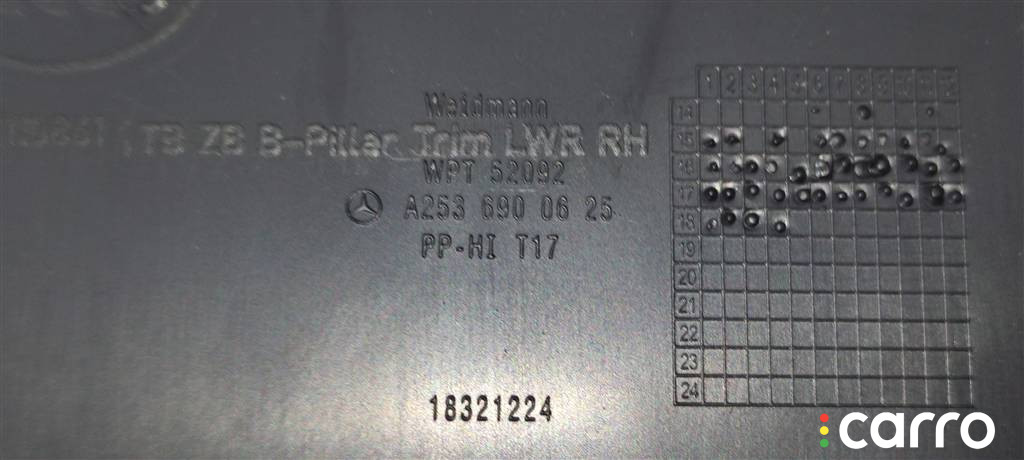 Weidmann
TB ZB B-Pillar Trim LWR RH
WPT 52092
A253 690 06 25
PP-HI T17
1 2 3 4 5 6 7 8 9 10 11 12
14
15
16
17
18
19
20
21
22
23
24
18321224
carro